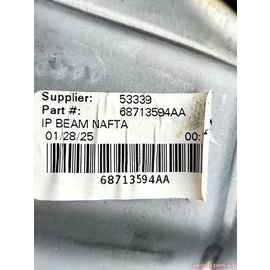 Supplier: 53339
Part #: 68713594AA
IP BEAM NAFTA
01/28/25 00:
68713594AA